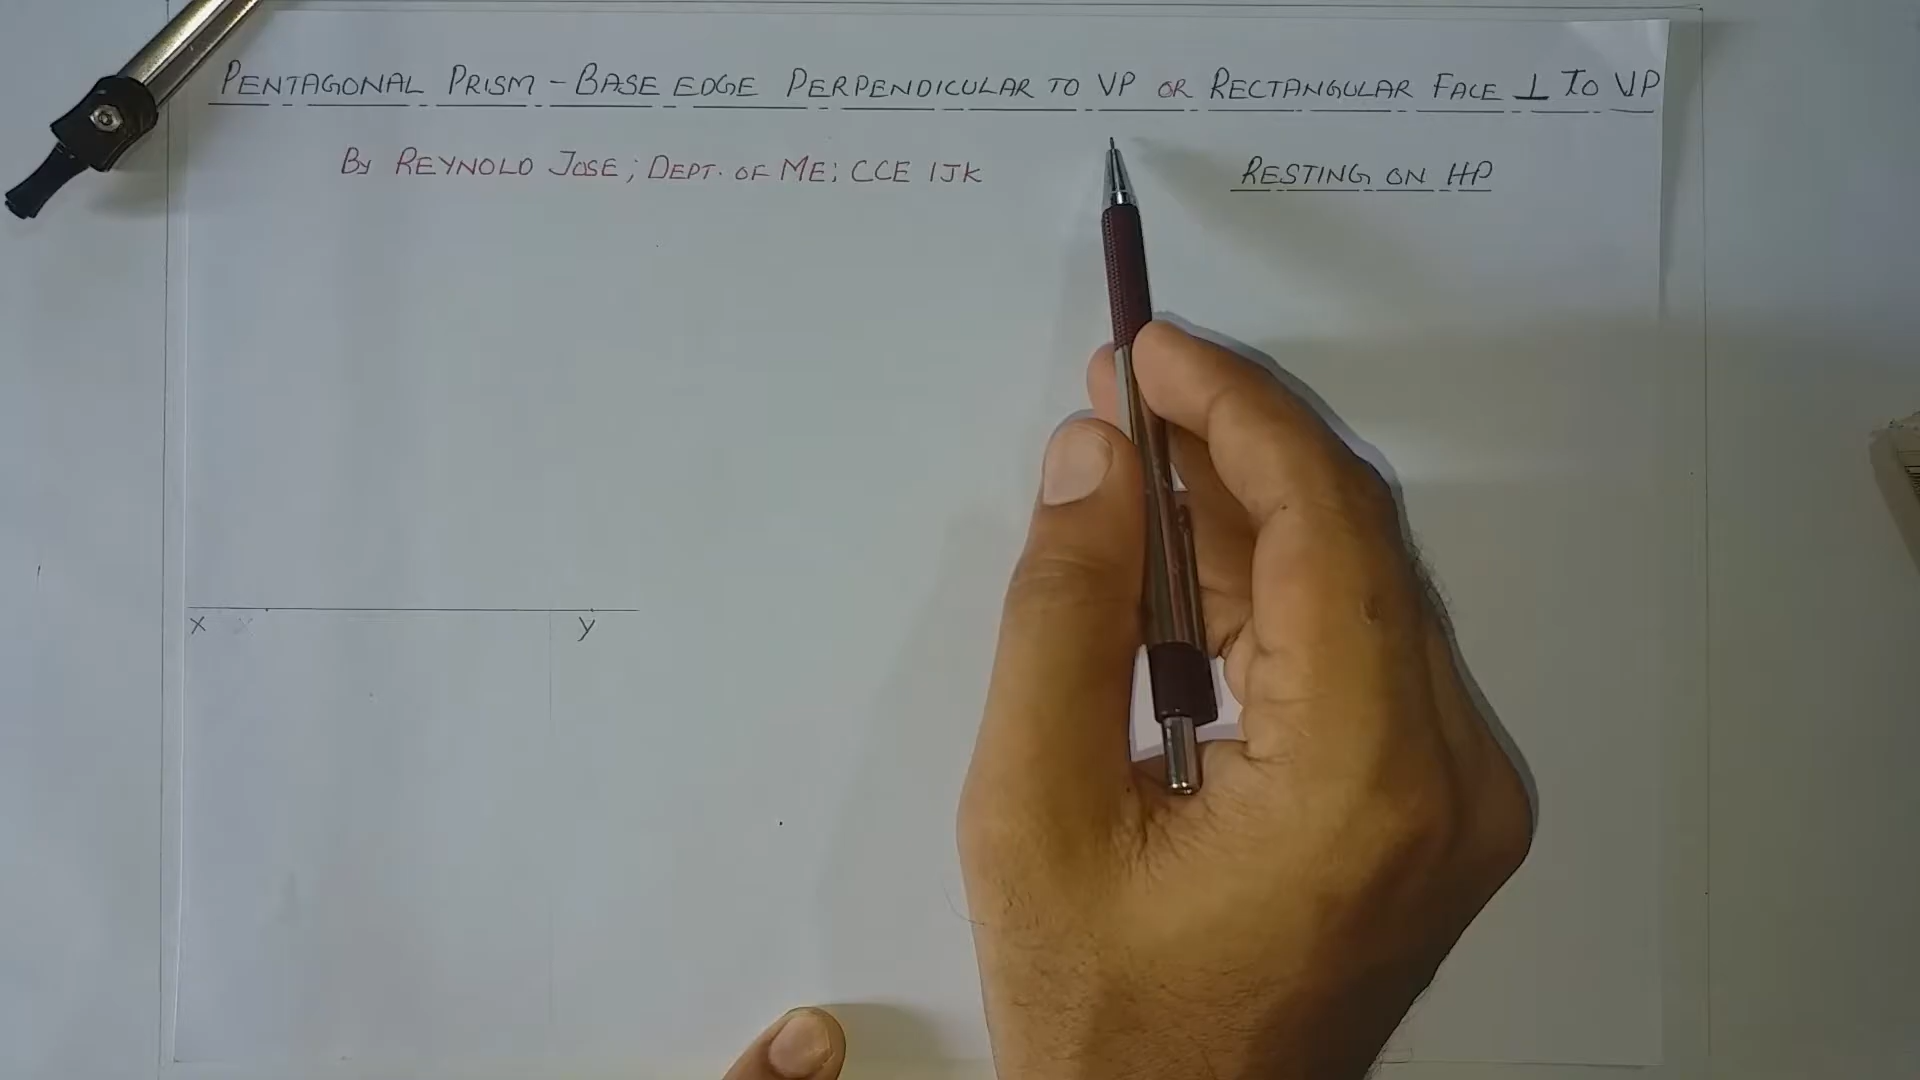 PENTAGONAL PRISM - BASE EDGE PERPENDICULAR TO VP OR RECTANGULAR FACE ⊥ TO VP
By REYNOLD JOSE; DEPT. OF ME; CCE IJK
RESTING ON HP
X
Y